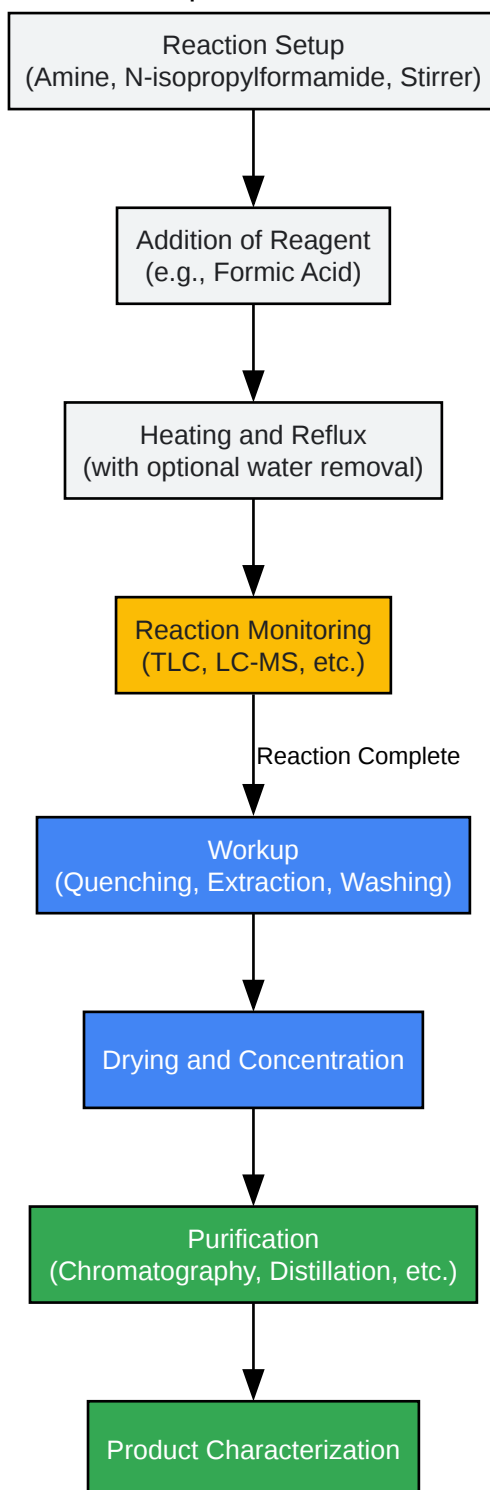 Reaction Setup
(Amine, N-isopropylformamide, Stirrer)
Addition of Reagent
(e.g., Formic Acid)
Heating and Reflux
(with optional water removal)
Reaction Monitoring
(TLC, LC-MS, etc.)
Reaction Complete
Workup
(Quenching, Extraction, Washing)
Drying and Concentration
Purification
(Chromatography, Distillation, etc.)
Product Characterization